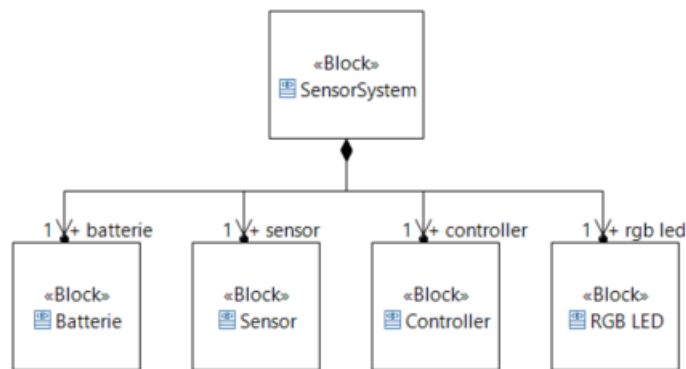 «Block»
SensorSystem
1 + batterie
1 + sensor
1 + controller
1 + rgb led
«Block»
Batterie
«Block»
Sensor
«Block»
Controller
«Block»
RGB LED